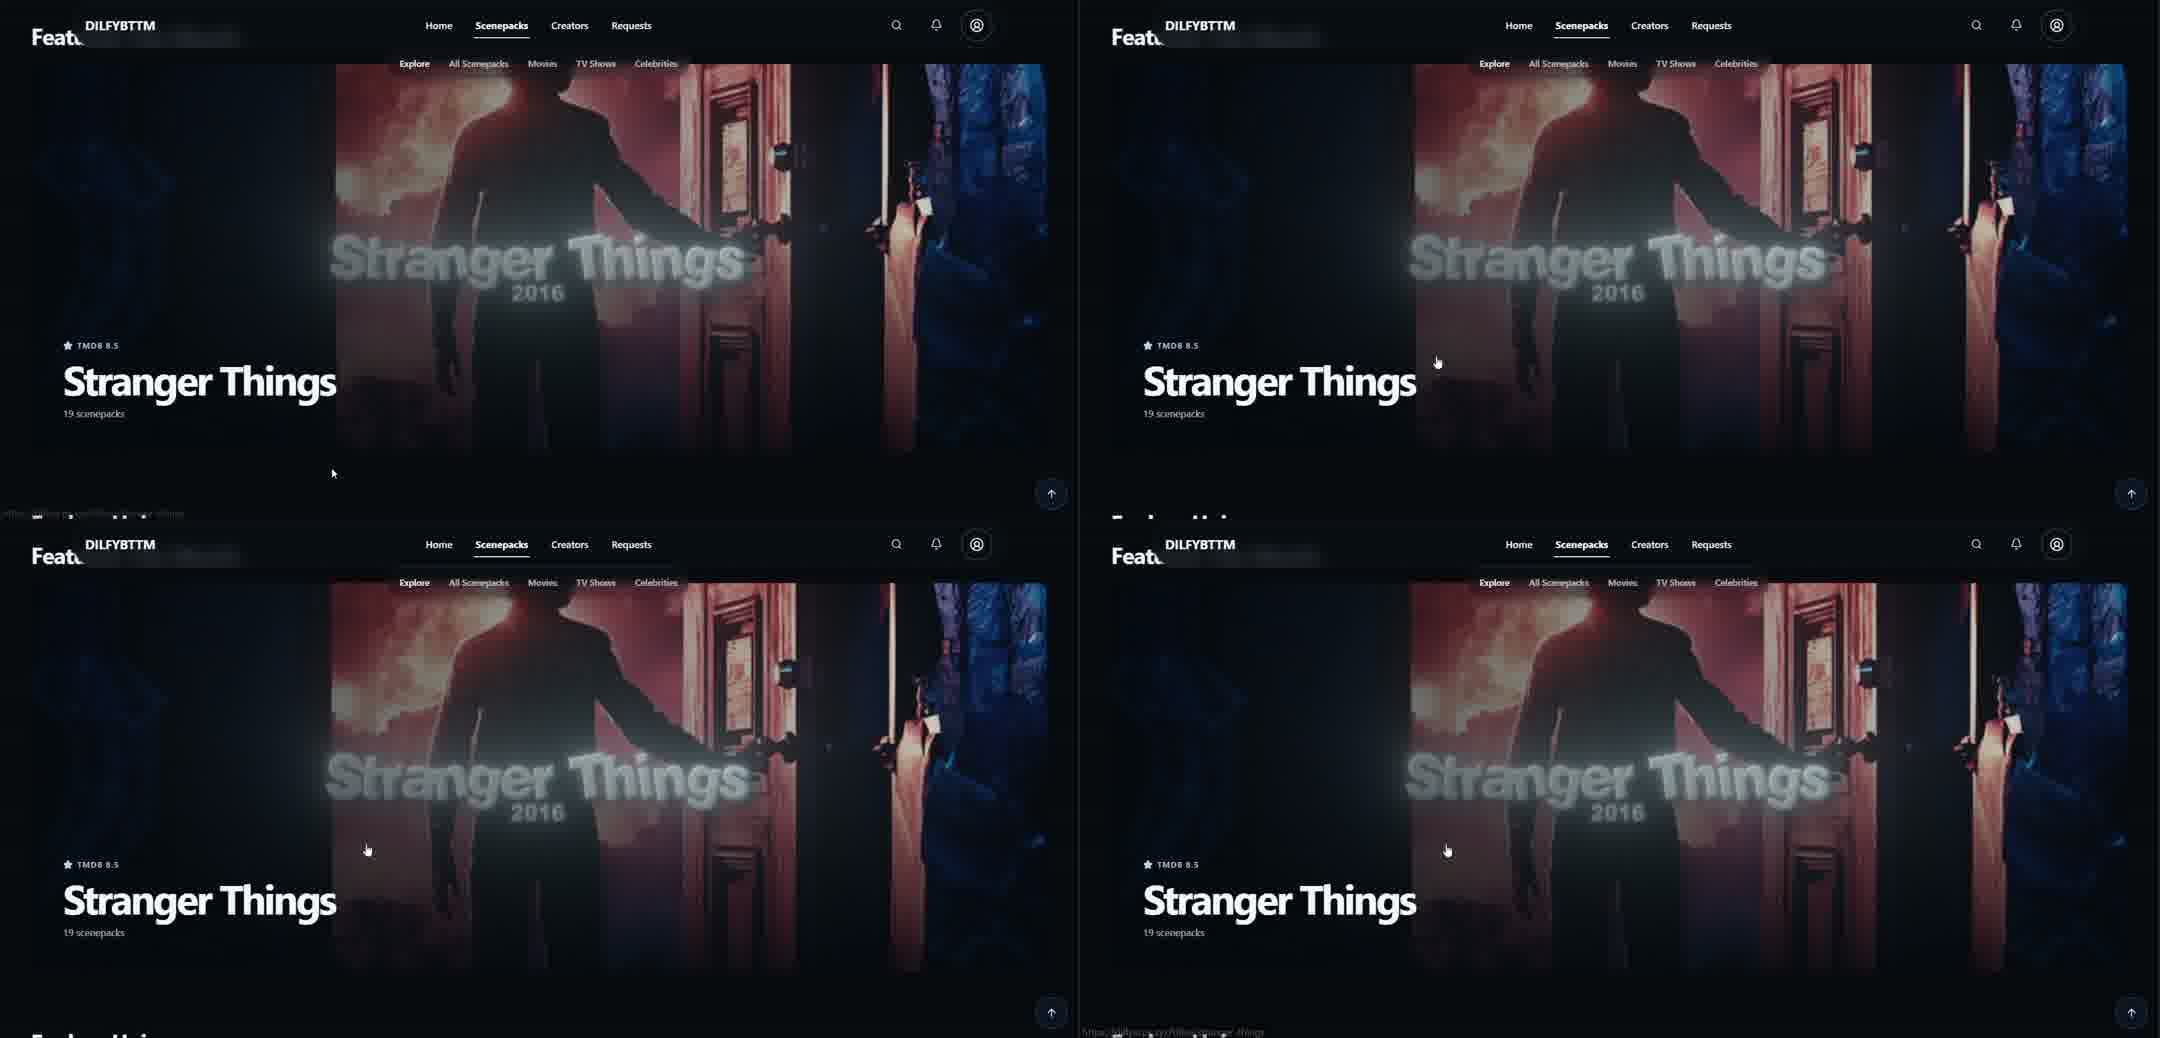 DILFYBTTM Home Scenepacks Creators Requests
Featu
Explore All Scenepacks Movies TV Shows Celebrities
Stranger Things
2016
TMDB 8.5
Stranger Things
19 scenepacks
DILFYBTTM Home Scenepacks Creators Requests
Featu
Explore All Scenepacks Movies TV Shows Celebrities
Stranger Things
2016
TMDB 8.5
Stranger Things
19 scenepacks
DILFYBTTM Home Scenepacks Creators Requests
Featu
Explore All Scenepacks Movies TV Shows Celebrities
Stranger Things
2016
TMDB 8.5
Stranger Things
19 scenepacks
DILFYBTTM Home Scenepacks Creators Requests
Featu
Explore All Scenepacks Movies TV Shows Celebrities
Stranger Things
2016
TMDB 8.5
Stranger Things
19 scenepacks